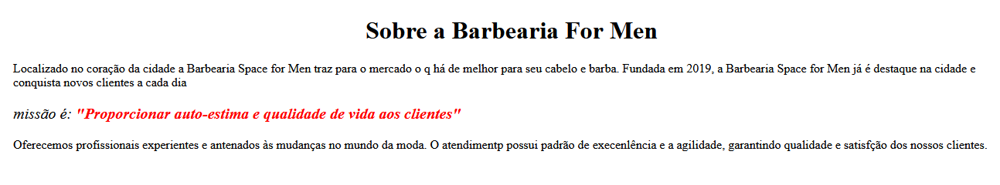 Sobre a Barbearia For Men
Localizado no coração da cidade a Barbearia Space for Men traz para o mercado o q há de melhor para seu cabelo e barba. Fundada em 2019, a Barbearia Space for Men já é destaque na cidade e
conquista novos clientes a cada dia
missão é: "Proporcionar auto-estima e qualidade de vida aos clientes"
Oferecemos profissionais experientes e antenados às mudanças no mundo da moda. O atendimentp possui padrão de execenlência e a agilidade, garantindo qualidade e satisfção dos nossos clientes.